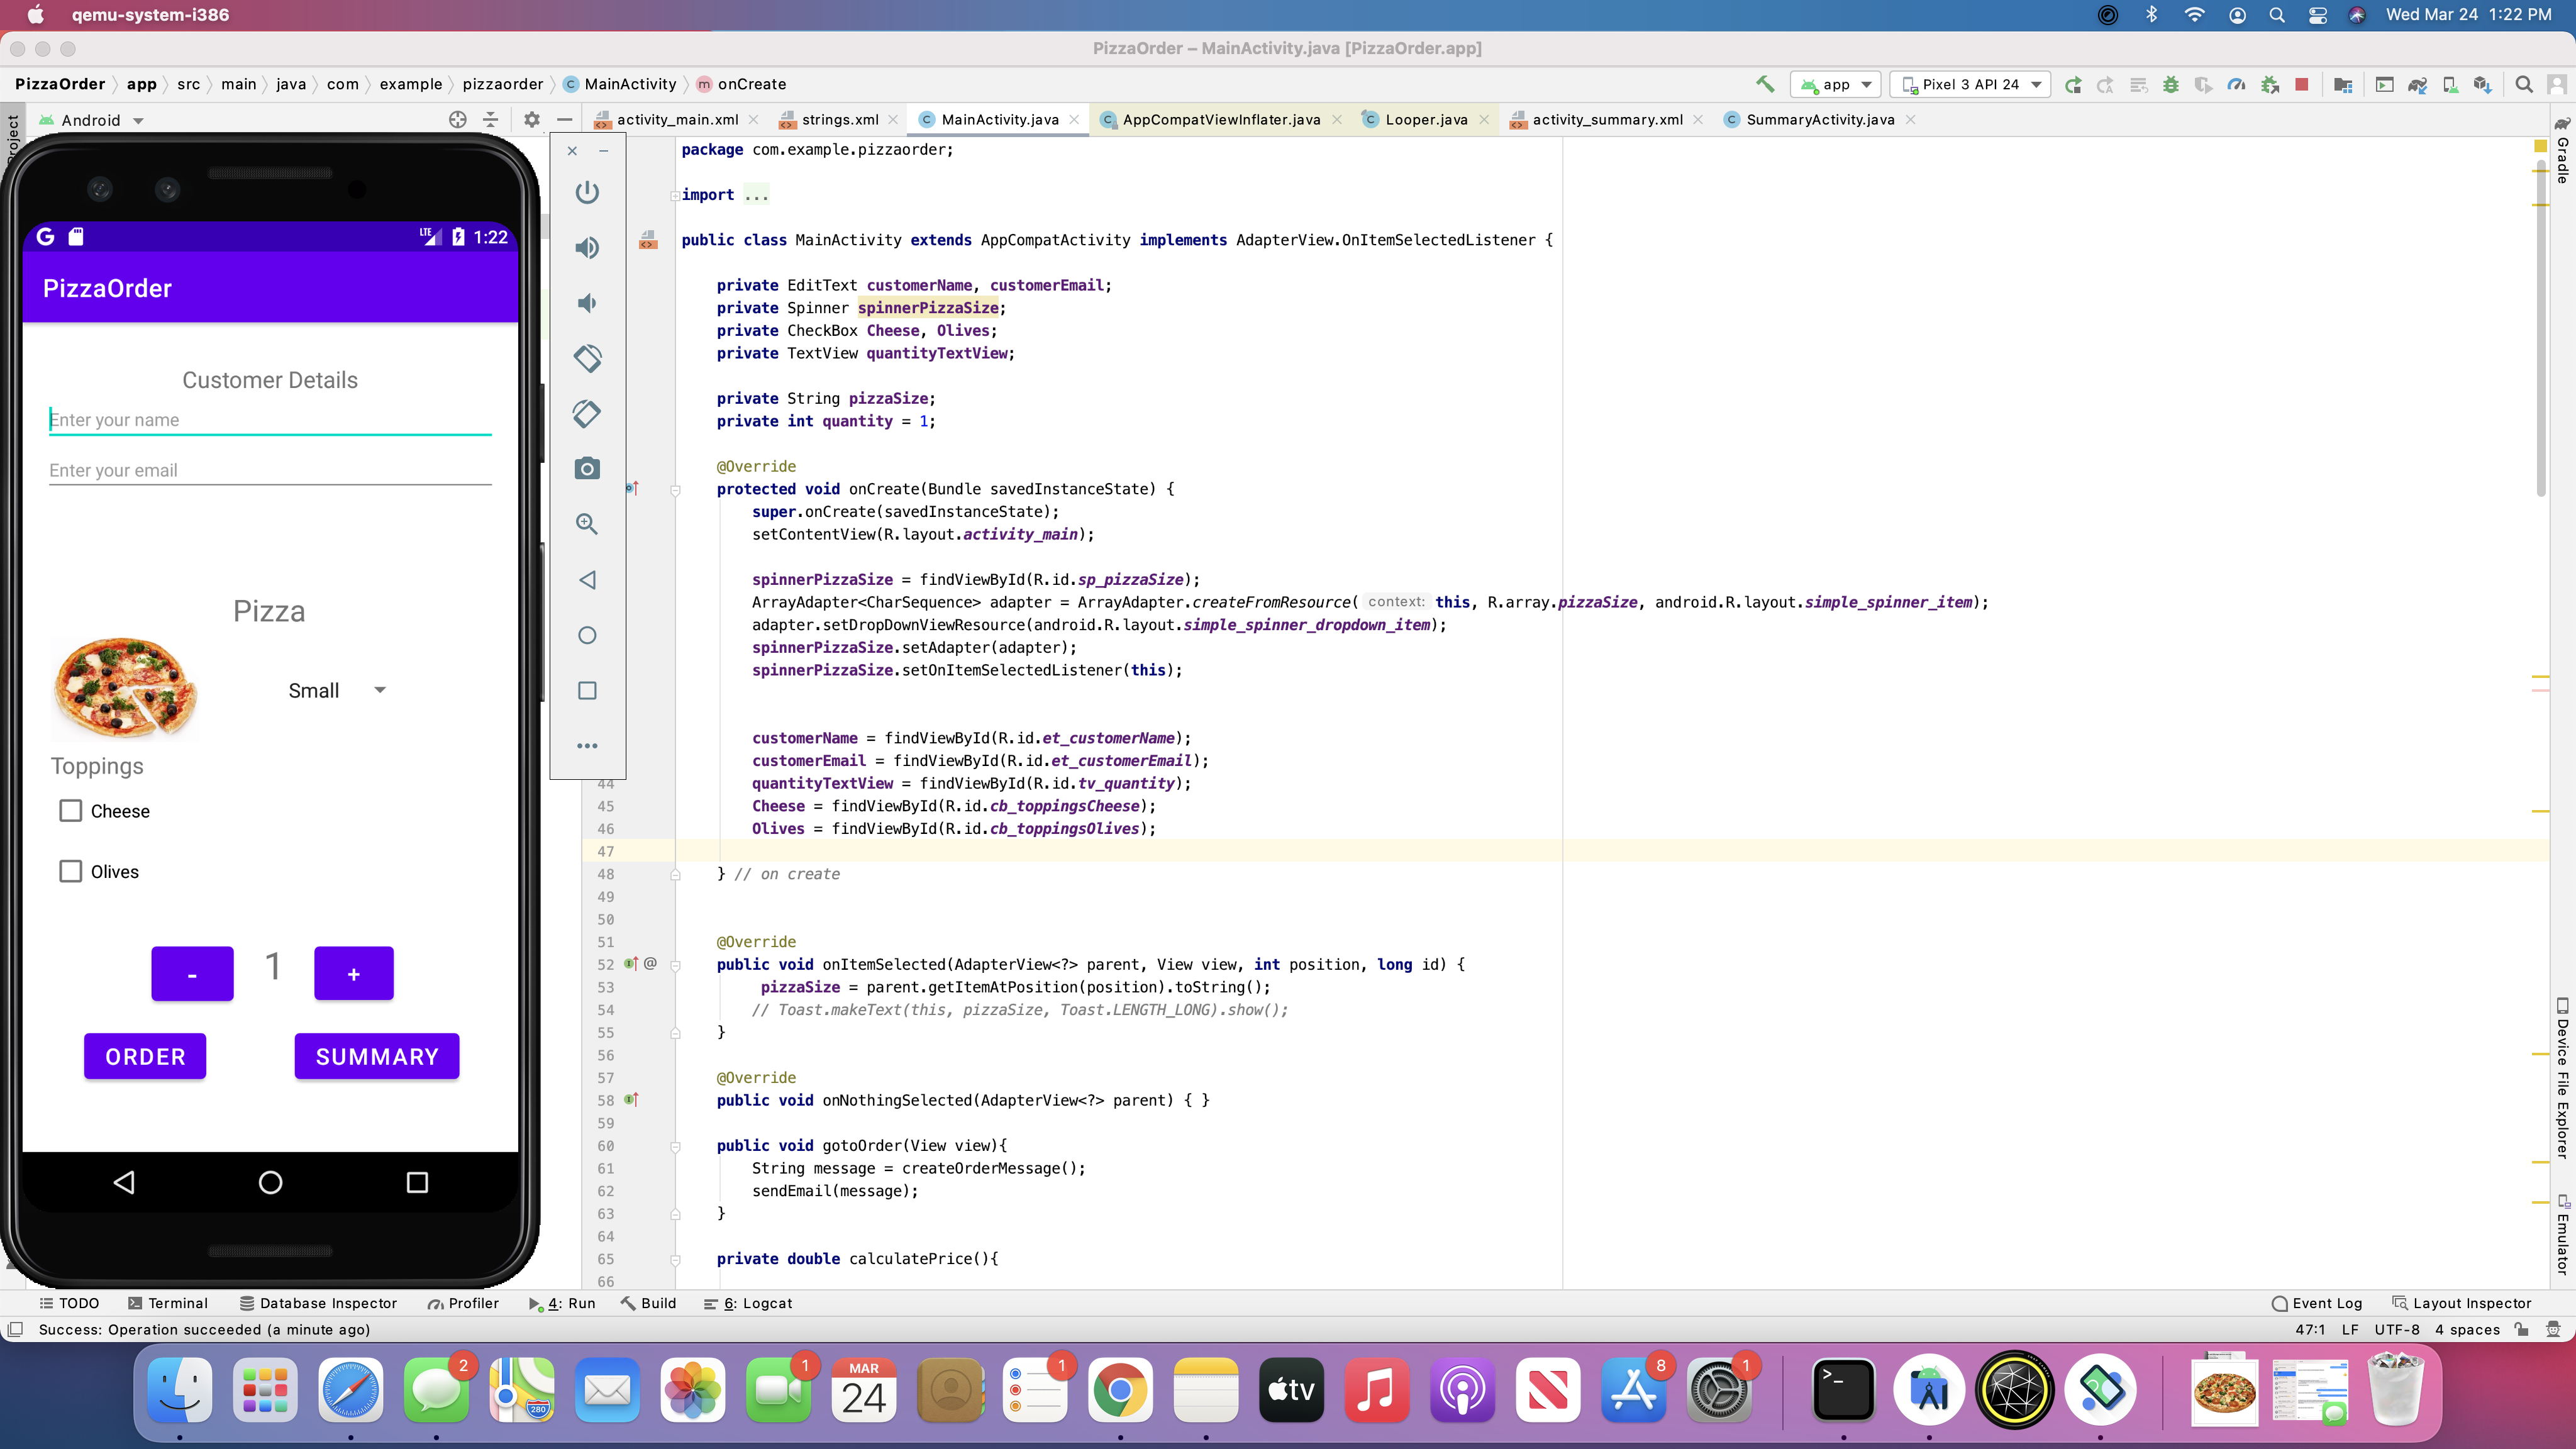 qemu-system-i386
Wed Mar 24 1:22 PM
PizzaOrder – MainActivity.java [PizzaOrder.app]
PizzaOrder app src main java com example pizzaorder MainActivity onCreate
app Pixel 3 API 24
Android
activity_main.xml strings.xml MainActivity.java AppCompatViewInflater.java Looper.java activity_summary.xml SummaryActivity.java
Project
Gradle
LTE 1:22
PizzaOrder
Customer Details
Enter your name
Enter your email
Pizza
Small
Toppings
Cheese
Olives
- 1 +
ORDER SUMMARY
package com.example.pizzaorder;
import ...
public class MainActivity extends AppCompatActivity implements AdapterView.OnItemSelectedListener {
private EditText customerName, customerEmail;
private Spinner spinnerPizzaSize;
private CheckBox Cheese, Olives;
private TextView quantityTextView;
private String pizzaSize;
private int quantity = 1;
@Override
protected void onCreate(Bundle savedInstanceState) {
super.onCreate(savedInstanceState);
setContentView(R.layout.activity_main);
spinnerPizzaSize = findViewById(R.id.sp_pizzaSize);
ArrayAdapter<CharSequence> adapter = ArrayAdapter.createFromResource( context: this, R.array.pizzaSize, android.R.layout.simple_spinner_item);
adapter.setDropDownViewResource(android.R.layout.simple_spinner_dropdown_item);
spinnerPizzaSize.setAdapter(adapter);
spinnerPizzaSize.setOnItemSelectedListener(this);
customerName = findViewById(R.id.et_customerName);
customerEmail = findViewById(R.id.et_customerEmail);
44 quantityTextView = findViewById(R.id.tv_quantity);
45 Cheese = findViewById(R.id.cb_toppingsCheese);
46 Olives = findViewById(R.id.cb_toppingsOlives);
47
48 } // on create
49
50
51 @Override
52 @ public void onItemSelected(AdapterView<?> parent, View view, int position, long id) {
53 pizzaSize = parent.getItemAtPosition(position).toString();
54 // Toast.makeText(this, pizzaSize, Toast.LENGTH_LONG).show();
55 }
56
57 @Override
58 public void onNothingSelected(AdapterView<?> parent) { }
59
60 public void gotoOrder(View view){
61 String message = createOrderMessage();
62 sendEmail(message);
63 }
64
65 private double calculatePrice(){
66
Device File Explorer
Emulator
TODO Terminal Database Inspector Profiler 4: Run Build 6: Logcat Event Log Layout Inspector
Success: Operation succeeded (a minute ago) 47:1 LF UTF-8 4 spaces
2 280 1 MAR 24 1 tv 8 1 >_